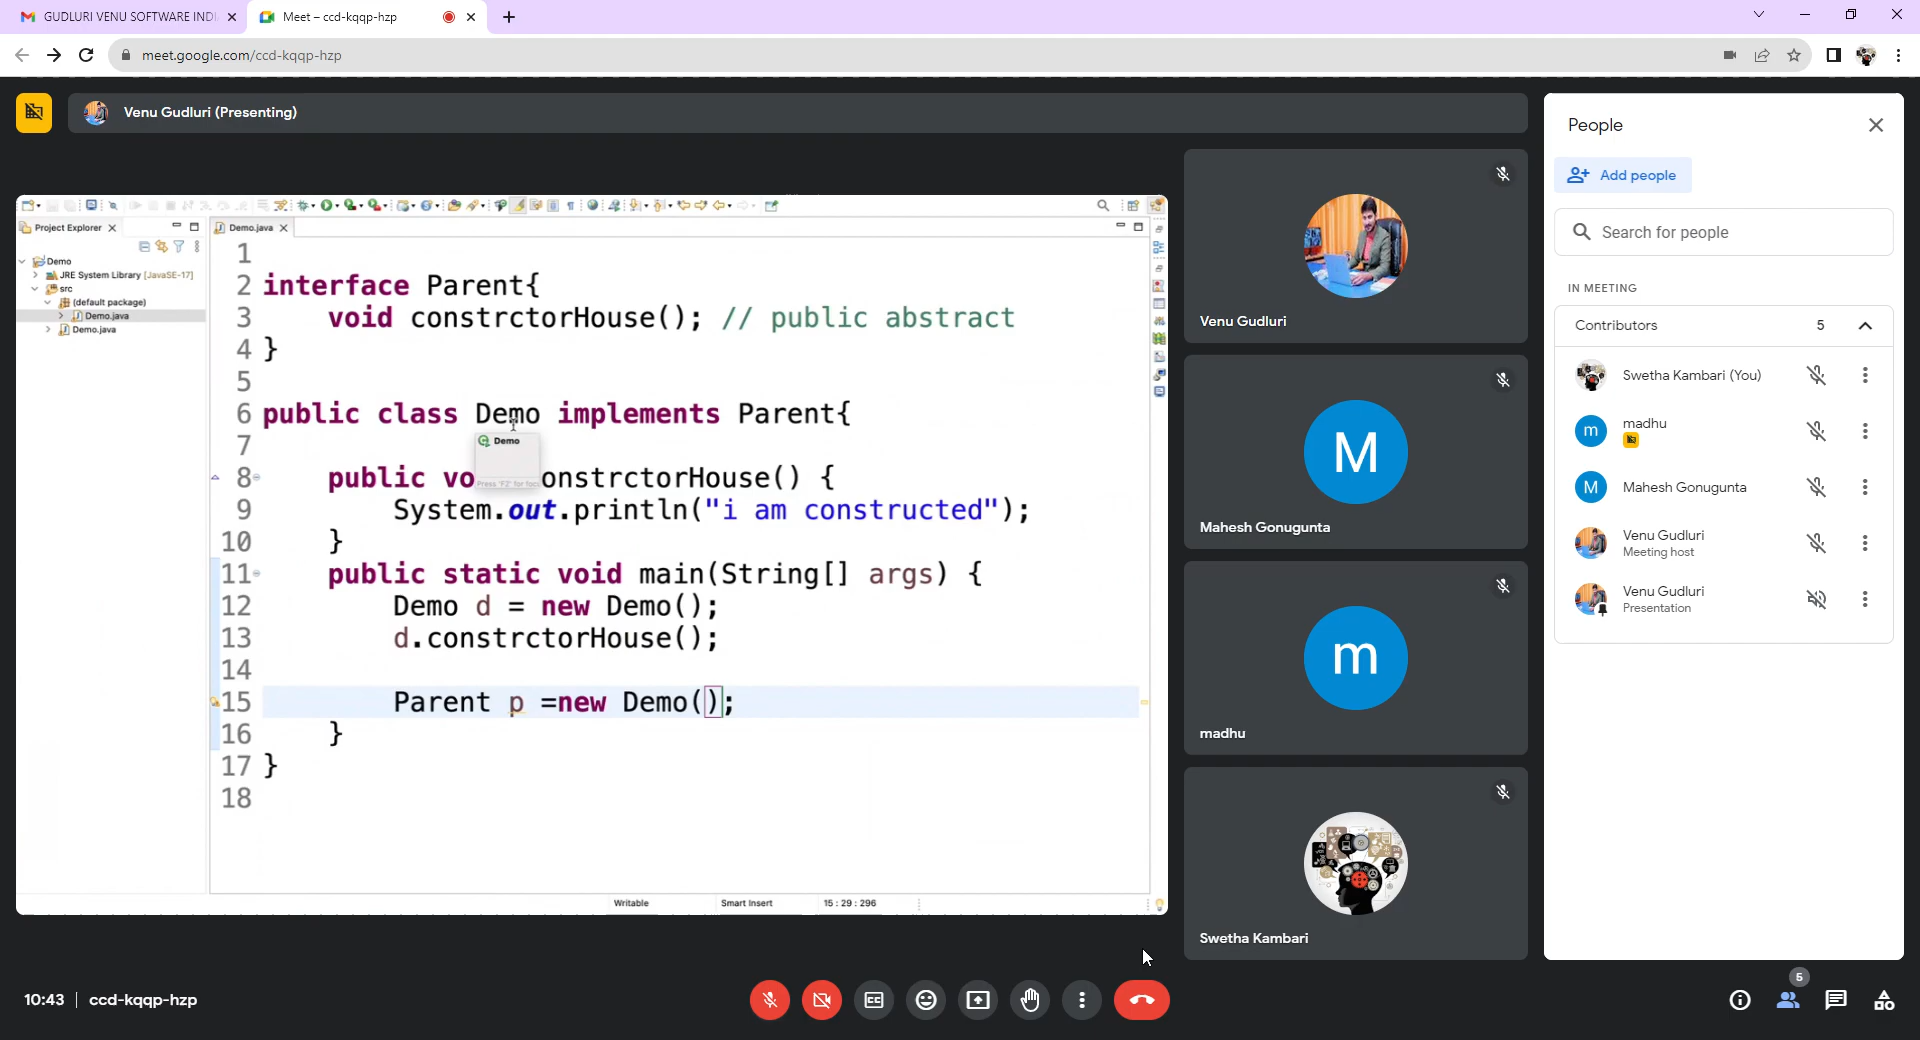 GUDLURI VENU SOFTWARE INDI
Meet – ccd-kqqp-hzp
meet.google.com/ccd-kqqp-hzp
Venu Gudluri (Presenting)
Project Explorer
Demo
JRE System Library [JavaSE-17]
src
(default package)
Demo.java
Demo.java
Demo.java
1
2 interface Parent{
3 void constrctorHouse(); // public abstract
4 }
5
6 public class Demo implements Parent{
7
Demo
Press 'F2' for foc
8 public vo onstrctorHouse() {
9 System.out.println("i am constructed");
10 }
11 public static void main(String[] args) {
12 Demo d = new Demo();
13 d.constrctorHouse();
14
15 Parent p =new Demo();
16 }
17 }
18
Writable
Smart Insert
15 : 29 : 296
Venu Gudluri
M
Mahesh Gonugunta
m
madhu
Swetha Kambari
People
Add people
Search for people
IN MEETING
Contributors 5
Swetha Kambari (You)
m madhu
M Mahesh Gonugunta
Venu Gudluri
Meeting host
Venu Gudluri
Presentation
10:43 | ccd-kqqp-hzp
5